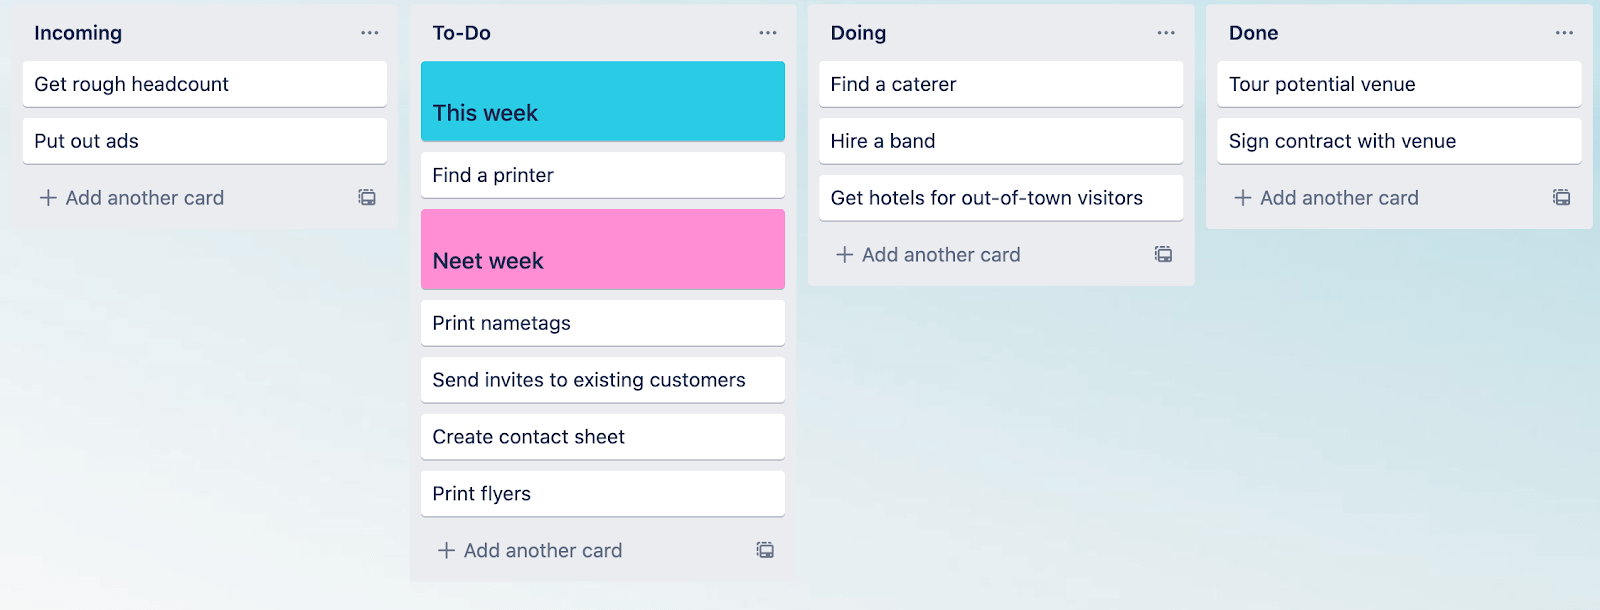 Incoming
Get rough headcount
Put out ads
Add another card
To-Do
This week
Find a printer
Neet week
Print nametags
Send invites to existing customers
Create contact sheet
Print flyers
Add another card
Doing
Find a caterer
Hire a band
Get hotels for out-of-town visitors
Add another card
Done
Tour potential venue
Sign contract with venue
Add another card